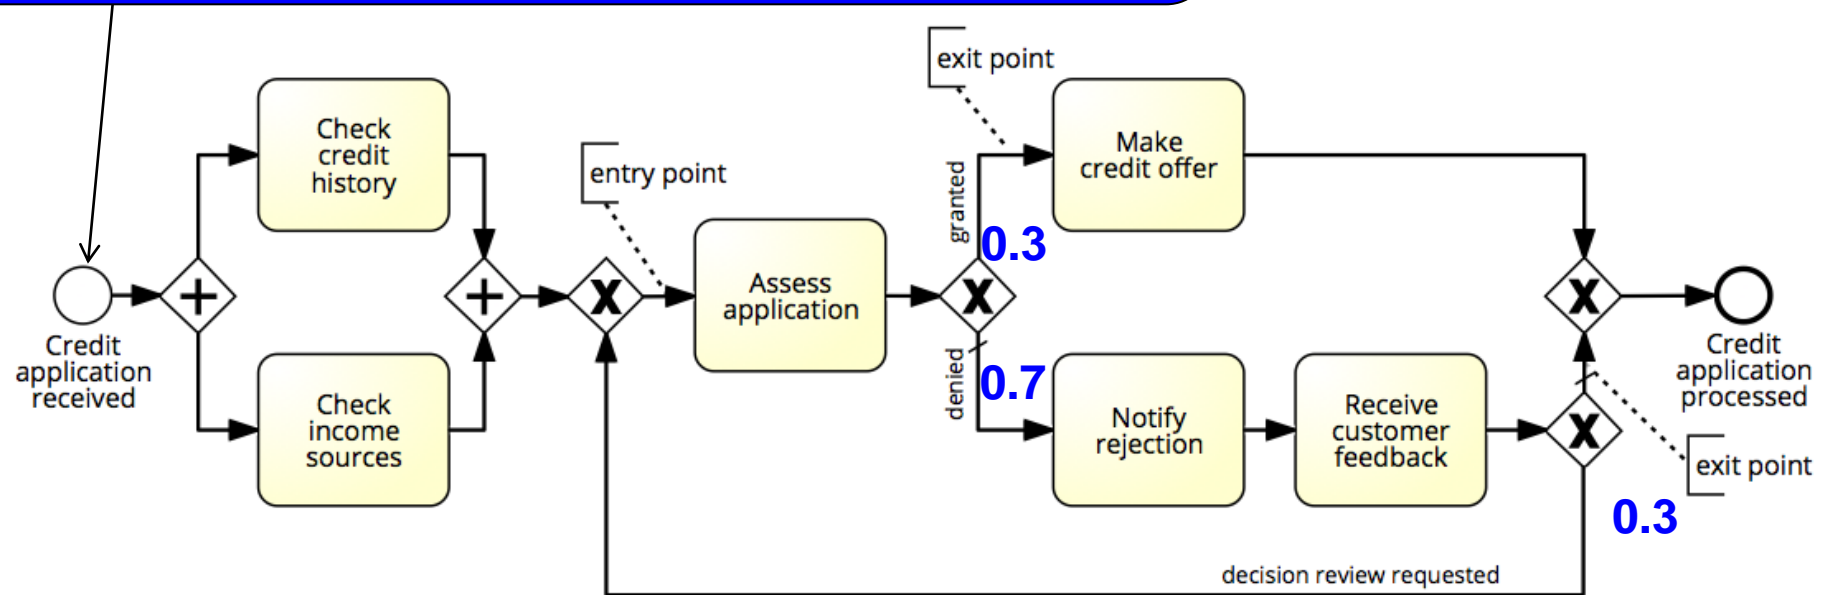 exit point
Check
credit
history
Make
credit offer
entry point
granted
0.3
Assess
application
Credit
application
received
denied
0.7
Check
income
sources
Notify
rejection
Receive
customer
feedback
Credit
application
processed
exit point
0.3
decision review requested